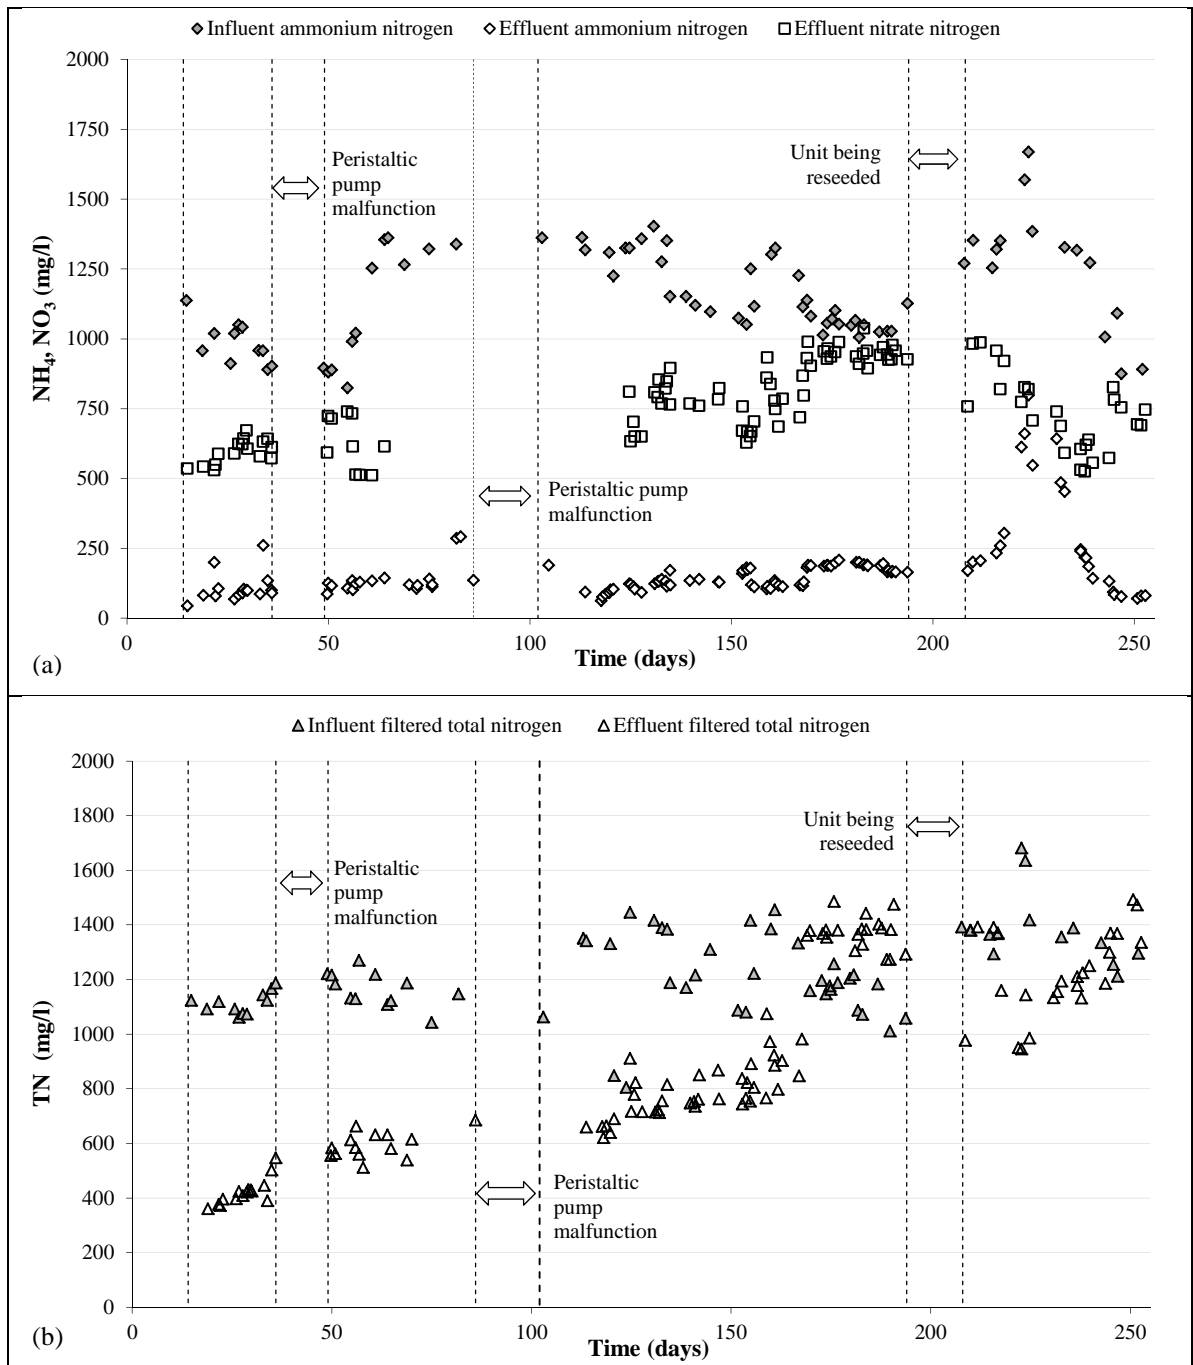 Influent ammonium nitrogen Effluent ammonium nitrogen Effluent nitrate nitrogen
2000
1750
1500
1250
1000
750
500
250
0
NH4, NO3 (mg/l)
Peristaltic
pump
malfunction
Unit being
reseeded
Peristaltic pump
malfunction
0 50 100 150 200 250
Time (days)
(a)
Influent filtered total nitrogen Effluent filtered total nitrogen
2000
1800
1600
1400
1200
1000
800
600
400
200
0
TN (mg/l)
Peristaltic
pump
malfunction
Unit being
reseeded
Peristaltic
pump
malfunction
0 50 100 150 200 250
Time (days)
(b)